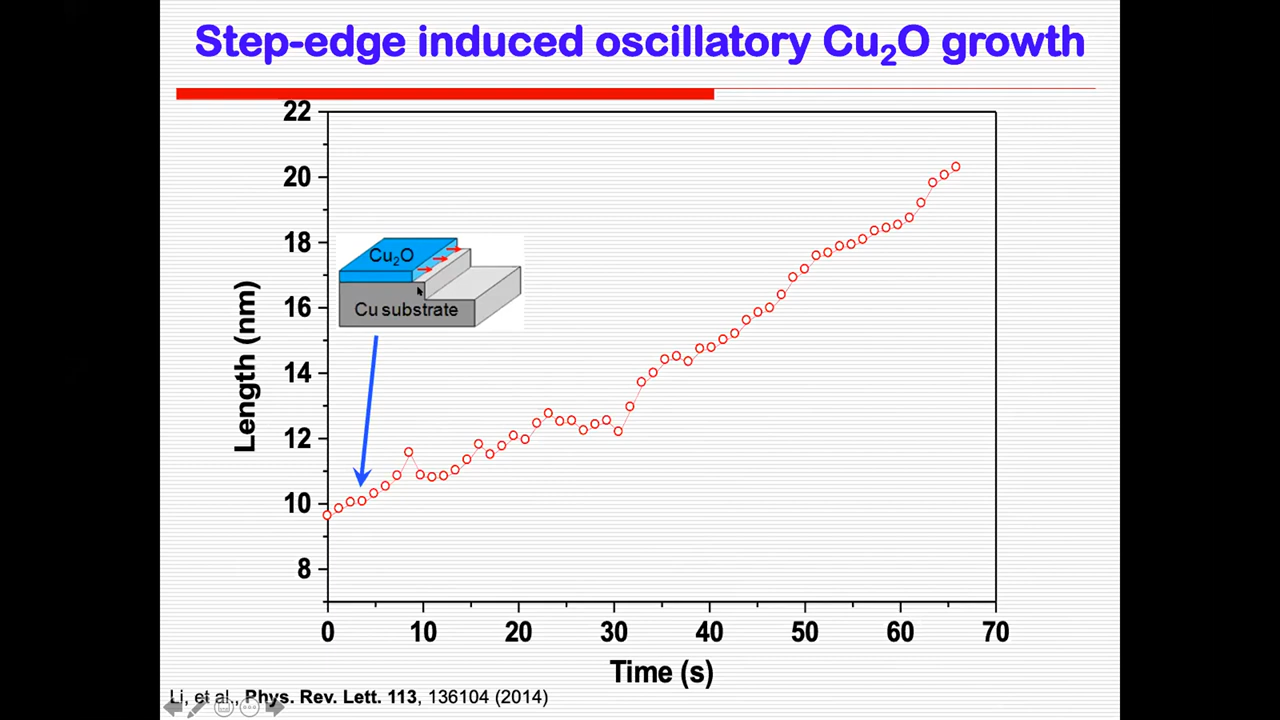 Step-edge induced oscillatory Cu₂O growth
22
20
18
16
14
12
10
8
Length (nm)
Cu₂O
Cu substrate
0 10 20 30 40 50 60 70
Time (s)
Li, et al., Phys. Rev. Lett. 113, 136104 (2014)